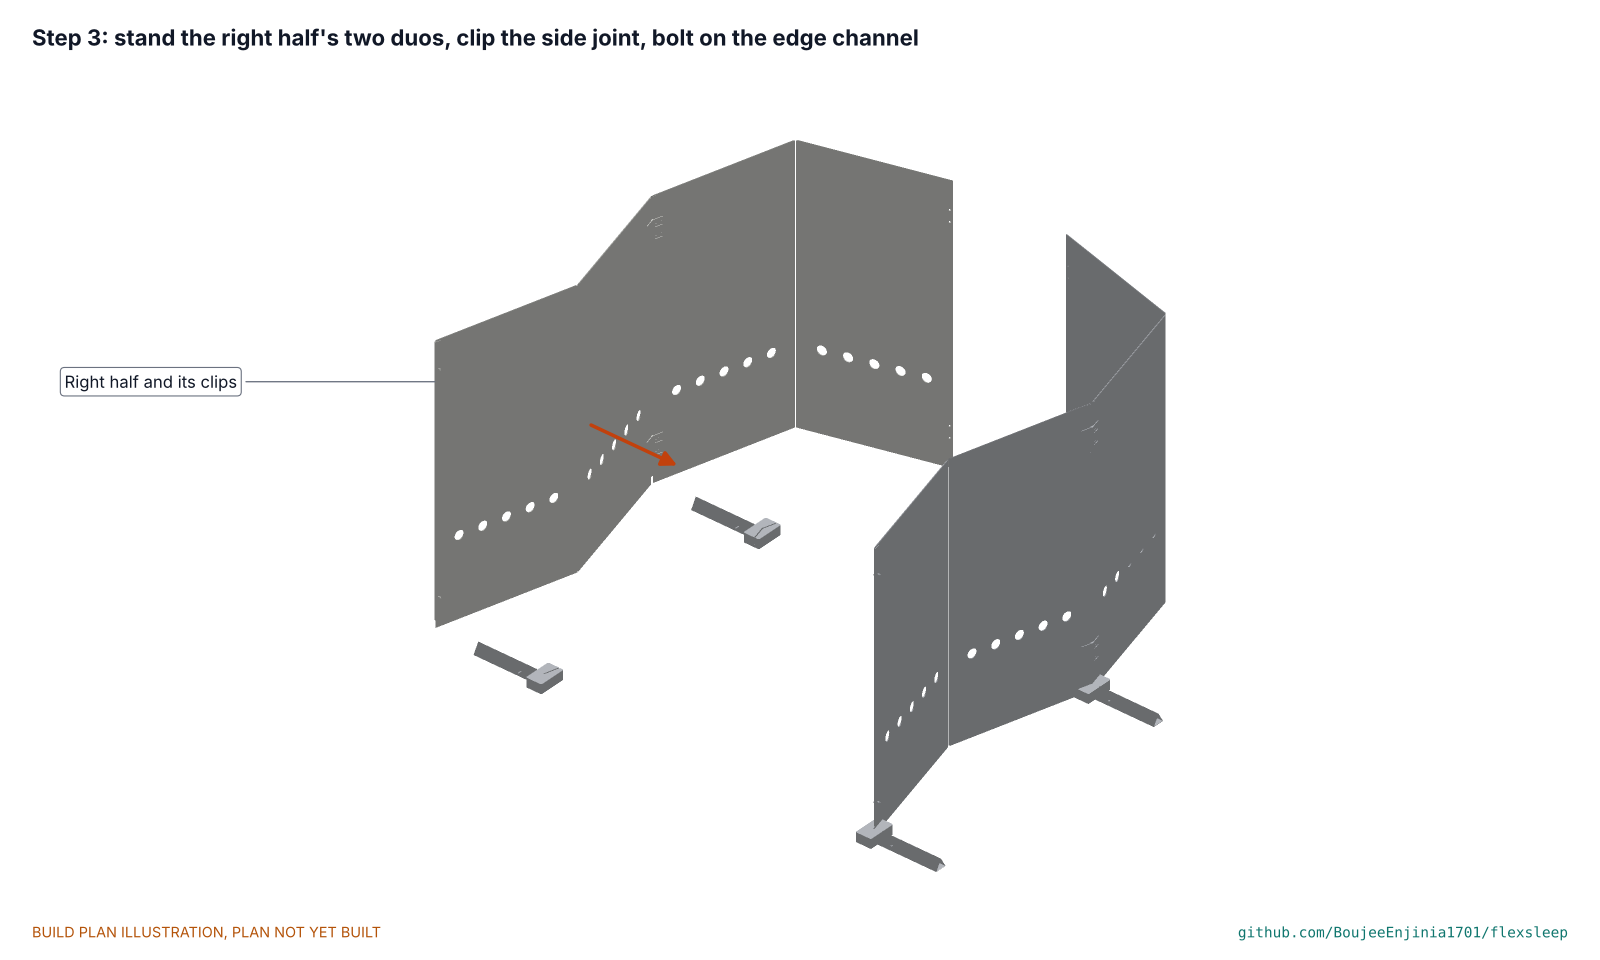 Step 3: stand the right half's two duos, clip the side joint, bolt on the edge channel
Right half and its clips
BUILD PLAN ILLUSTRATION, PLAN NOT YET BUILT
github.com/BoujeeEnjinia1701/flexsleep